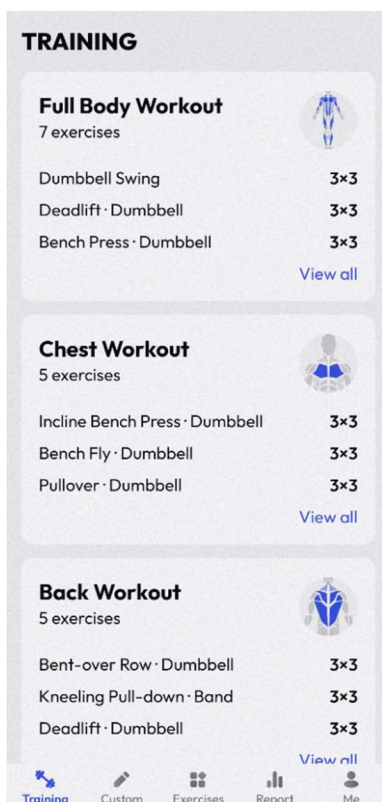 TRAINING
Full Body Workout
7 exercises
Dumbbell Swing 3×3
Deadlift · Dumbbell 3×3
Bench Press · Dumbbell 3×3
View all
Chest Workout
5 exercises
Incline Bench Press · Dumbbell 3×3
Bench Fly · Dumbbell 3×3
Pullover · Dumbbell 3×3
View all
Back Workout
5 exercises
Bent-over Row · Dumbbell 3×3
Kneeling Pull-down · Band 3×3
Deadlift · Dumbbell 3×3
View all
Training Custom Exercises Report Me